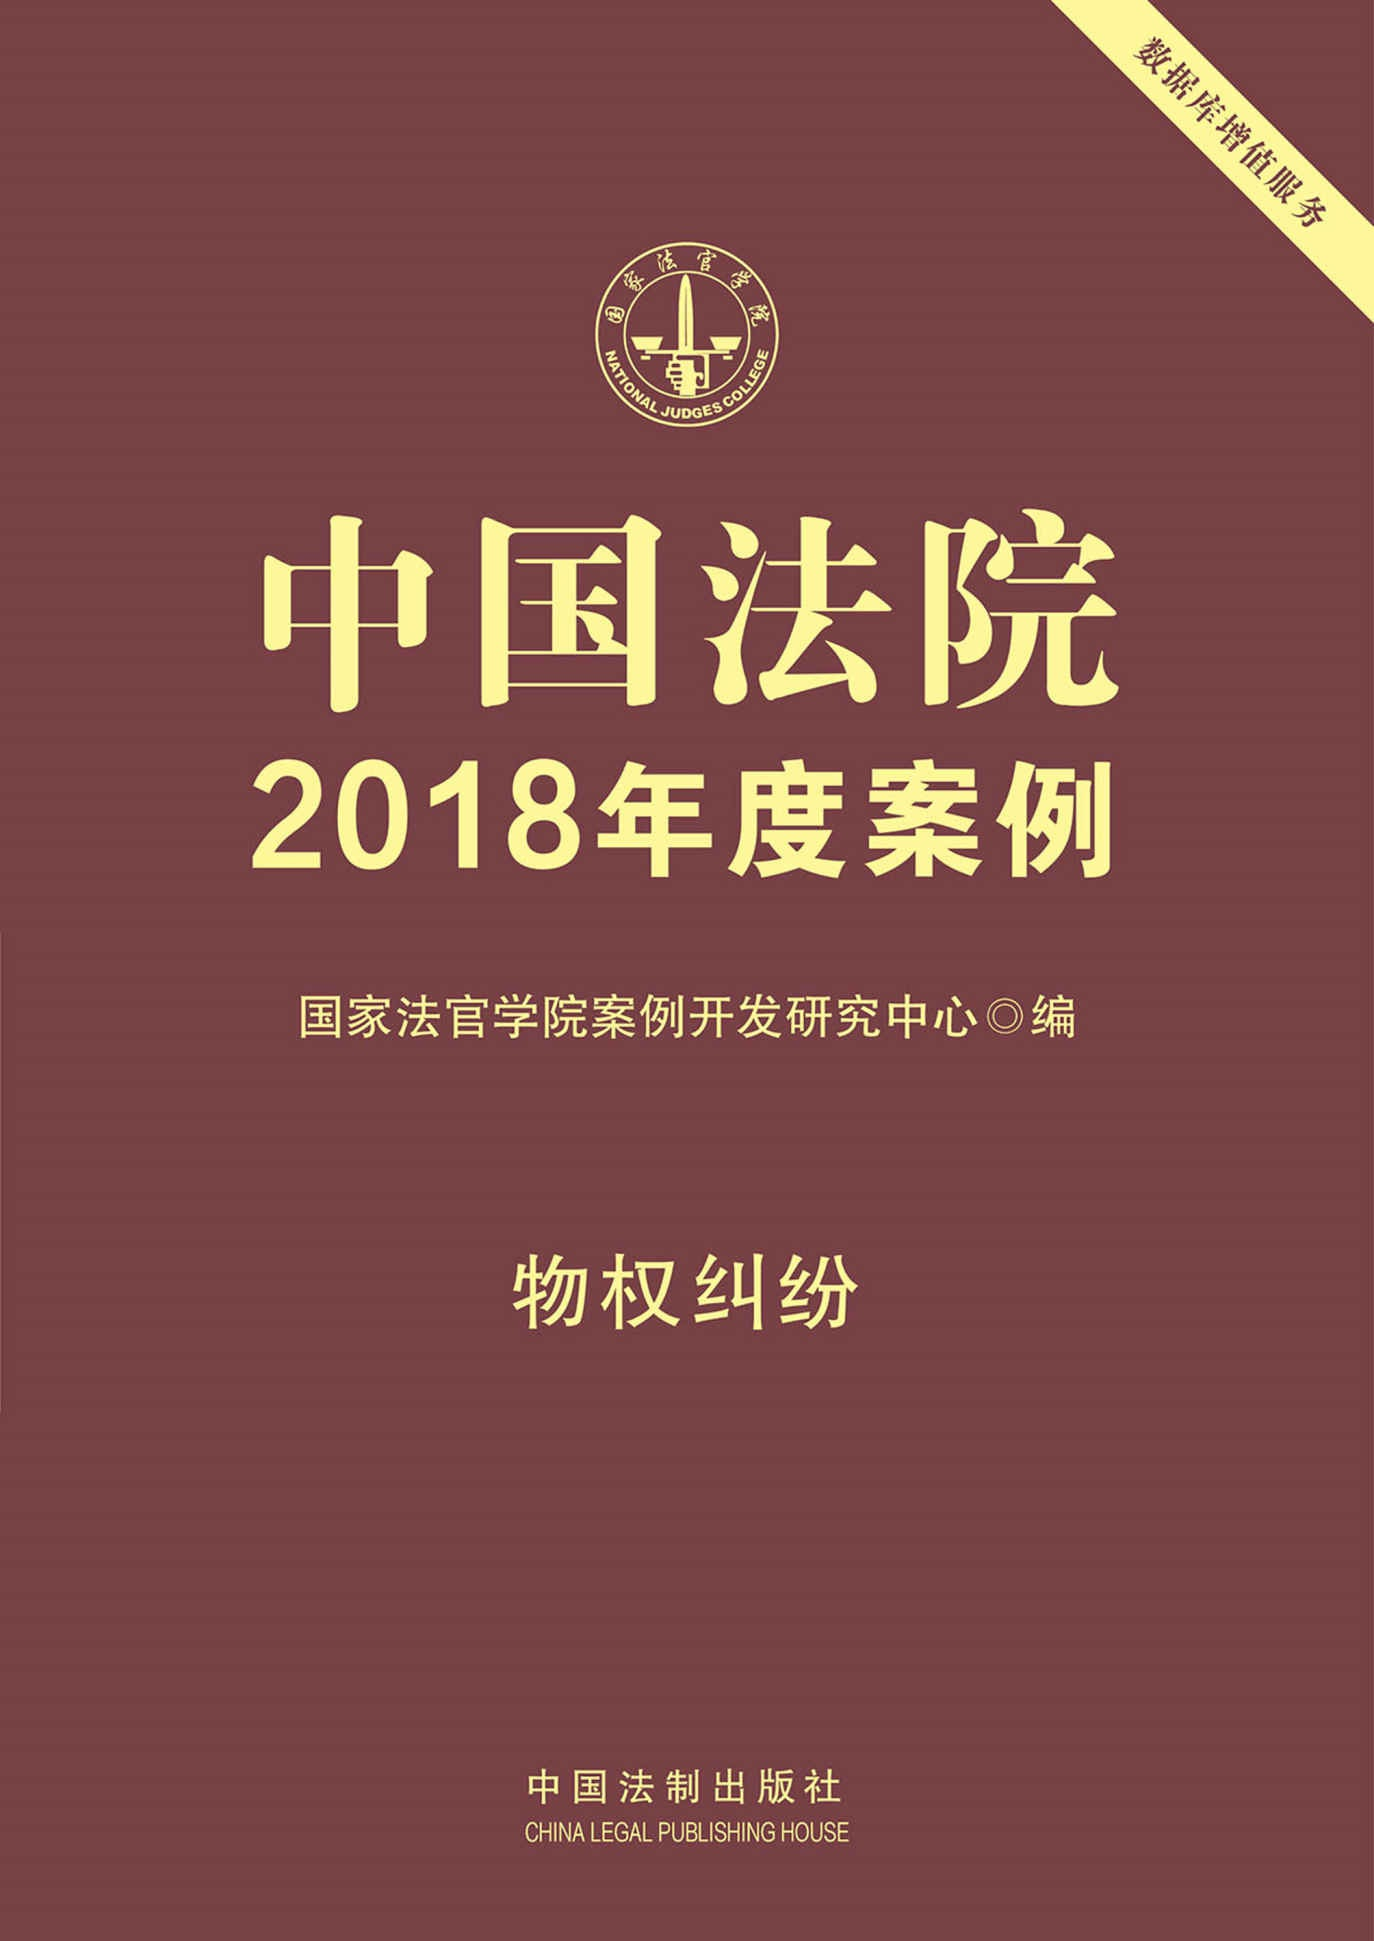 数据库增值服务
国家法官学院
NATIONAL JUDGES COLLEGE
中国法院
2018年度案例
国家法官学院案例开发研究中心◎编
物权纠纷
中国法制出版社
CHINA LEGAL PUBLISHING HOUSE